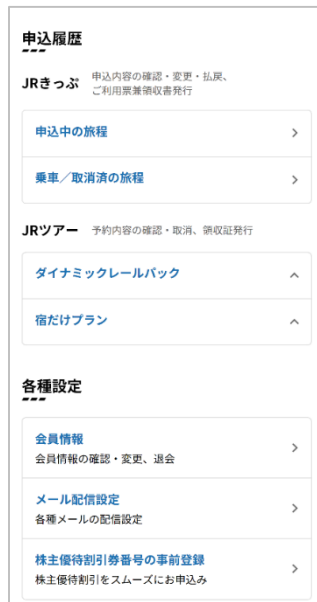 申込履歴
JRきっぷ 申込内容の確認・変更・払戻、
ご利用票兼領収書発行
申込中の旅程
乗車／取消済の旅程
JRツアー 予約内容の確認・取消、領収証発行
ダイナミックレールパック
宿だけプラン
各種設定
会員情報
会員情報の確認・変更、退会
メール配信設定
各種メールの配信設定
株主優待割引券番号の事前登録
株主優待割引をスムーズにお申込み